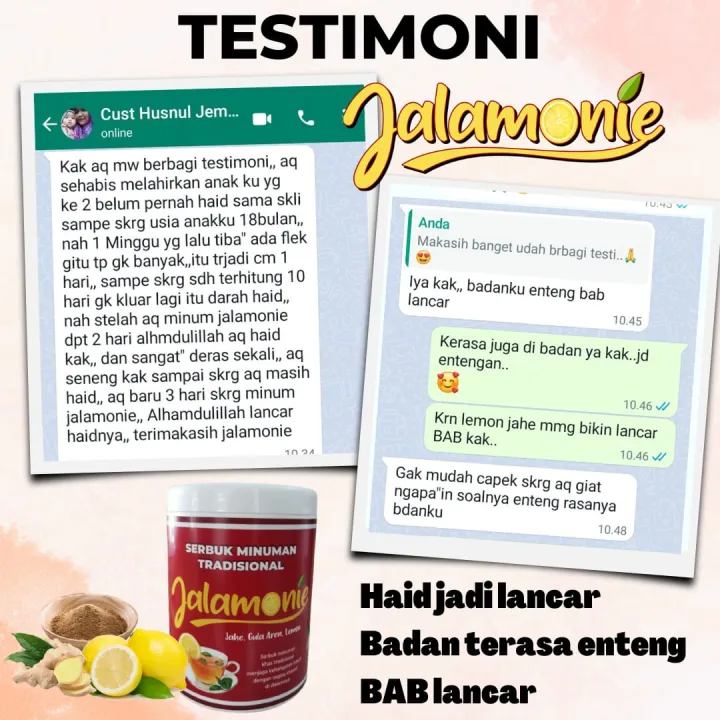 TESTIMONI
Cust Husnul Jem...
online
Kak aq mw berbagi testimoni,, aq
sehabis melahirkan anak ku yg
ke 2 belum pernah haid sama skli
sampe skrg usia anakku 18bulan,,
nah 1 Minggu yg lalu tiba" ada flek
gitu tp gk banyak,,itu trjadi cm 1
hari,, sampe skrg sdh terhitung 10
hari gk kluar lagi itu darah haid,,
nah stelah aq minum jalamonie
dpt 2 hari alhmdulillah aq haid
kak,, dan sangat" deras sekali,, aq
seneng kak sampai skrg aq masih
haid,, aq baru 3 hari skrg minum
jalamonie,, Alhamdulillah lancar
haidnya,, terimakasih jalamonie
10.34
Jalamonie
10.43
Anda
Makasih banget udah brbagi testi..🙏
😍
Iya kak,, badanku enteng bab
lancar
10.45
Kerasa juga di badan ya kak..jd
entengan..
🥰
10.46
Krn lemon jahe mmg bikin lancar
BAB kak..
10.46
Gak mudah capek skrg aq giat
ngapa"in soalnya enteng rasanya
bdanku
10.48
SERBUK MINUMAN
TRADISIONAL
Jalamonie
Jahe, Gula Aren, Lemon
Serbuk minuman
khas tradisional
Haid jadi lancar
Badan terasa enteng
BAB lancar